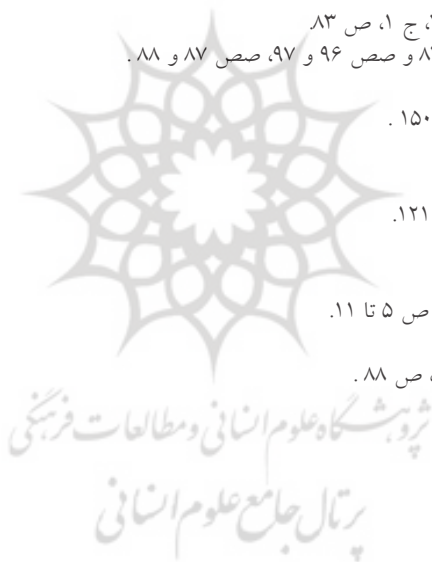 ، ج ۱، ص ۸۳.
و صص ۹۶ و ۹۷، صص ۸۷ و ۸۸ .
۱۵۰ .
۱۲۱.
ص ۵ تا ۱۱.
، ص ۸۸ .
پژوهشگاه علوم انسانی و مطالعات فرهنگی
پرتال جامع علوم انسانی